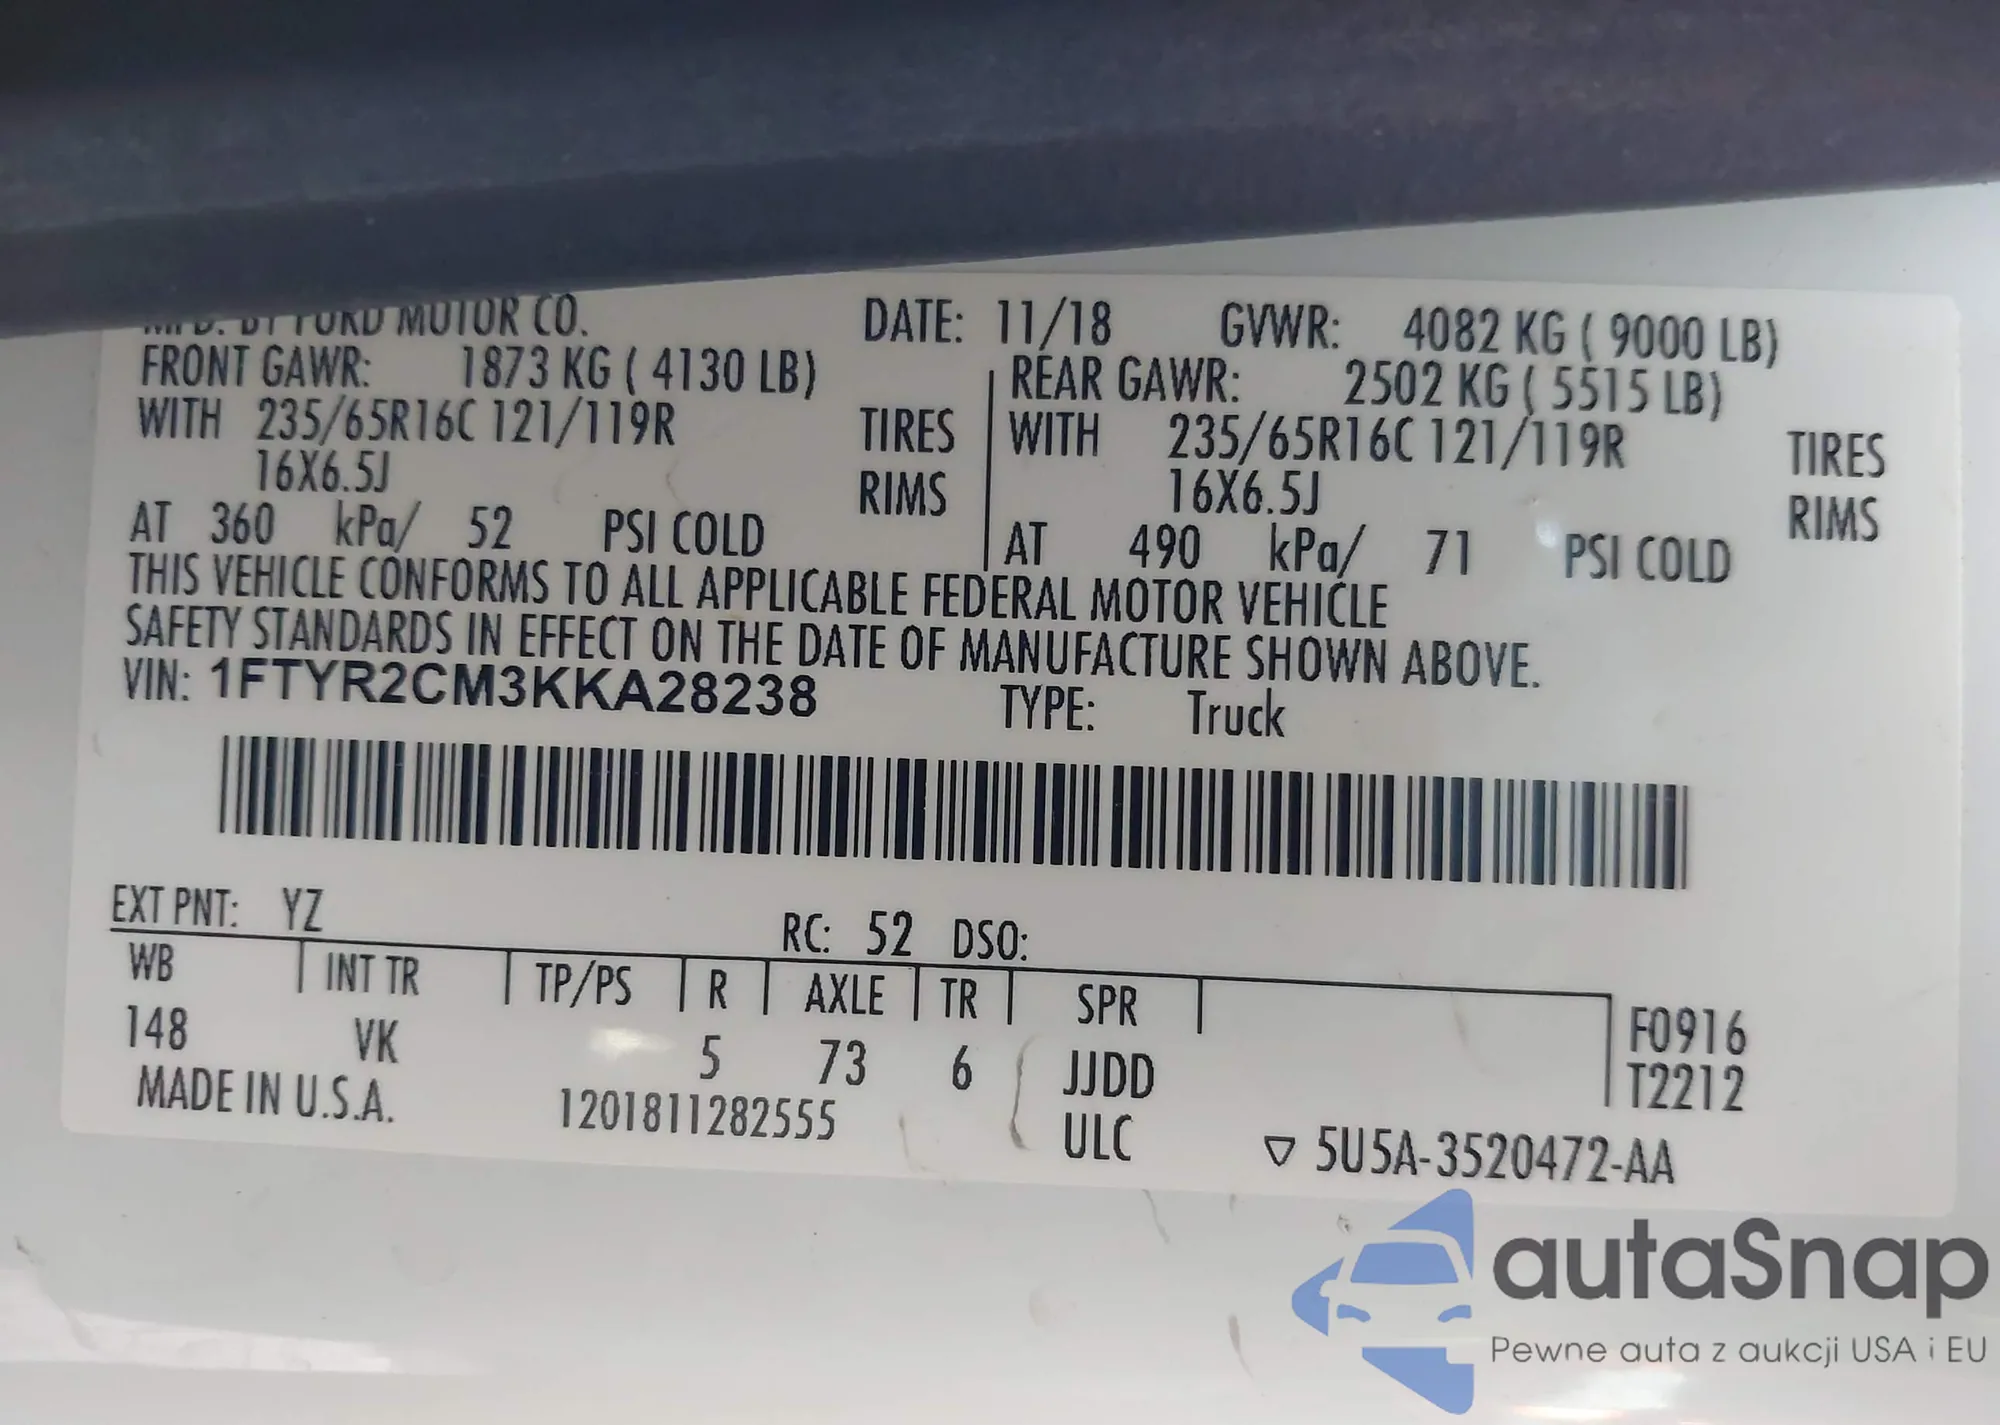 MFD. BY FORD MOTOR CO. DATE: 11/18 GVWR: 4082 KG ( 9000 LB)
FRONT GAWR: 1873 KG ( 4130 LB) REAR GAWR: 2502 KG ( 5515 LB)
WITH 235/65R16C 121/119R TIRES WITH 235/65R16C 121/119R TIRES
16X6.5J RIMS 16X6.5J RIMS
AT 360 kPa/ 52 PSI COLD AT 490 kPa/ 71 PSI COLD
THIS VEHICLE CONFORMS TO ALL APPLICABLE FEDERAL MOTOR VEHICLE
SAFETY STANDARDS IN EFFECT ON THE DATE OF MANUFACTURE SHOWN ABOVE.
VIN: 1FTYR2CM3KKA28238 TYPE: Truck
EXT PNT: YZ RC: 52 DSO:
WB INT TR TP/PS R AXLE TR SPR F0916
148 VK 5 73 6 JJDD T2212
MADE IN U.S.A. 1201811282555 ULC ▽ 5U5A-3520472-AA
autaSnap
Pewne auta z aukcji USA i EU